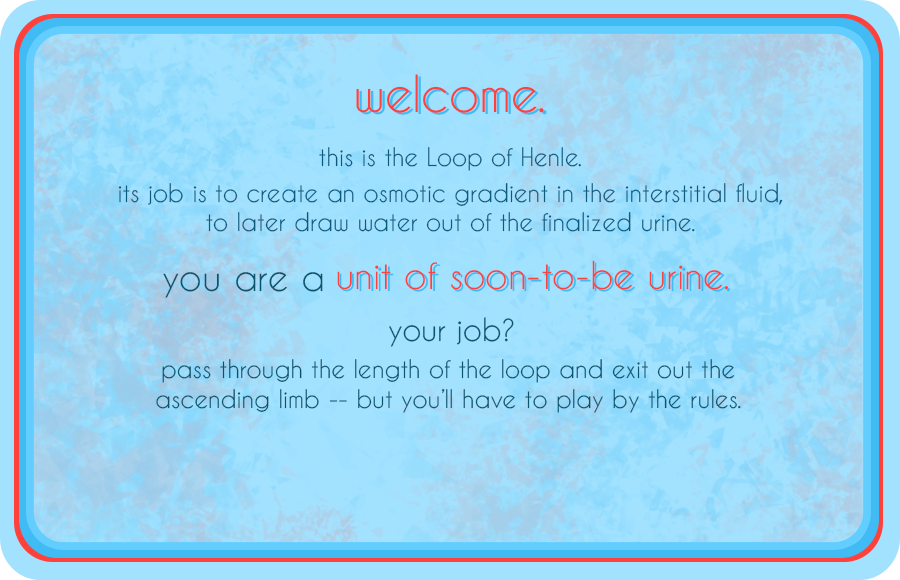 welcome.
this is the Loop of Henle.
its job is to create an osmotic gradient in the interstitial fluid,
to later draw water out of the finalized urine.
you are a unit of soon-to-be urine.
your job?
pass through the length of the loop and exit out the
ascending limb -- but you'll have to play by the rules.